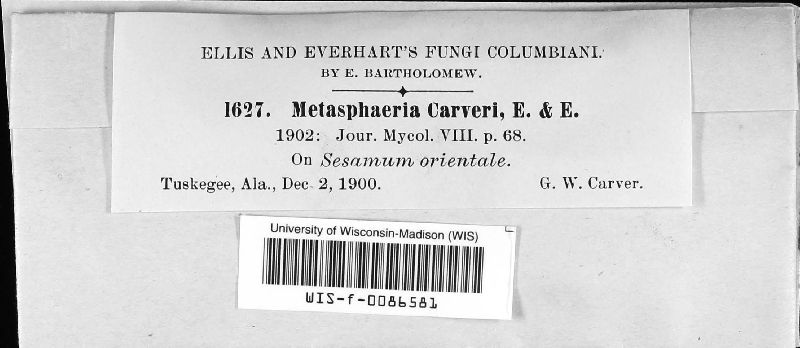 ELLIS AND EVERHART'S FUNGI COLUMBIANI.
BY E. BARTHOLOMEW.
1627. Metasphaeria Carveri, E. & E.
1902: Jour. Mycol. VIII. p. 68.
On Sesamum orientale.
Tuskegee, Ala., Dec. 2, 1900. G. W. Carver.
University of Wisconsin-Madison (WIS)
WIS-f-0086581